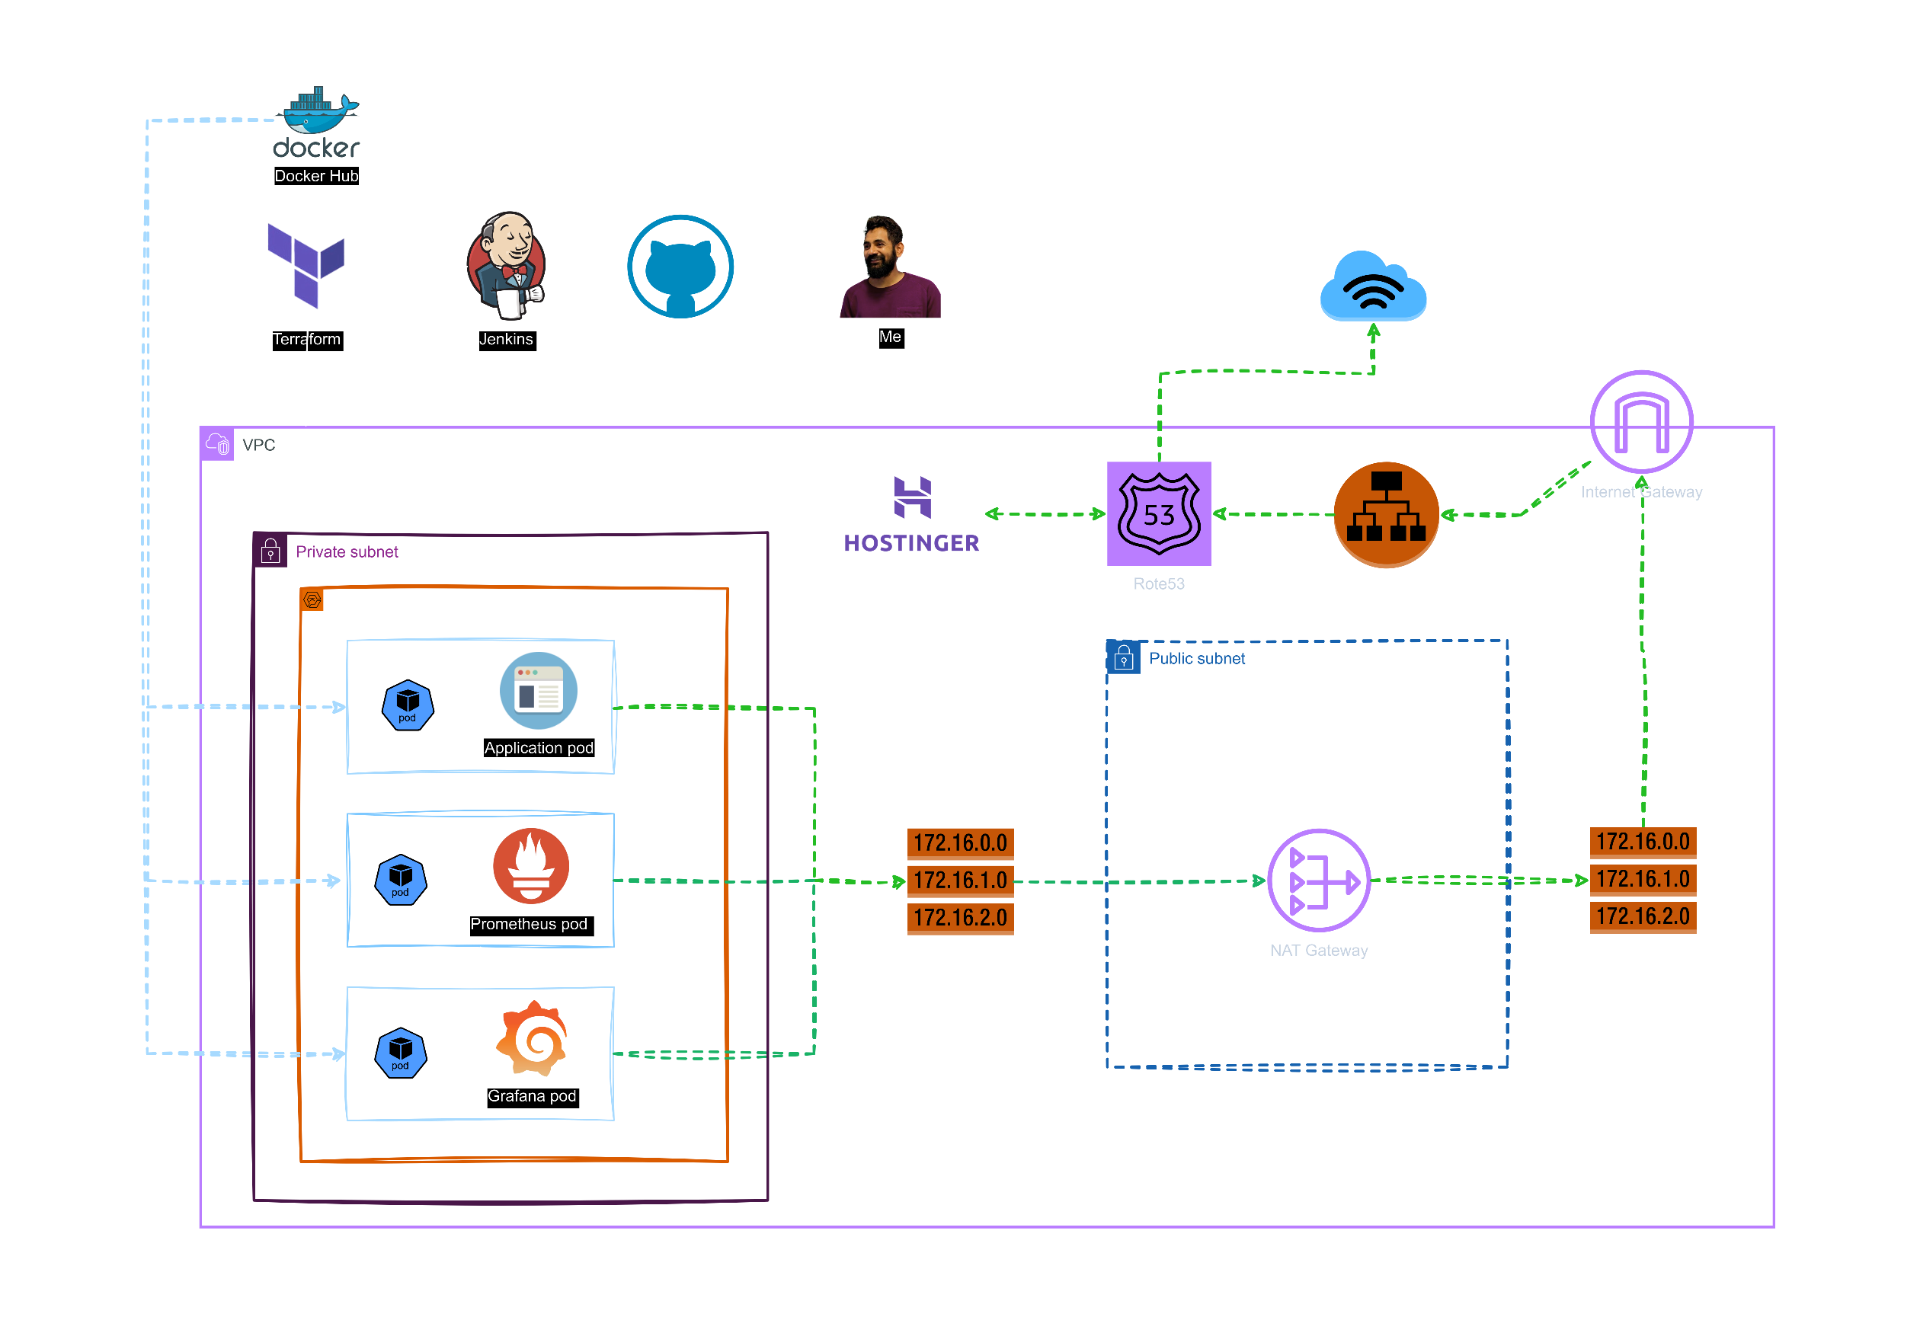 docker
Docker Hub
Terraform
Jenkins
Me
VPC
HOSTINGER
53
Rote53
Internet Gateway
Private subnet
pod
Application pod
pod
Prometheus pod
pod
Grafana pod
172.16.0.0
172.16.1.0
172.16.2.0
Public subnet
NAT Gateway
172.16.0.0
172.16.1.0
172.16.2.0